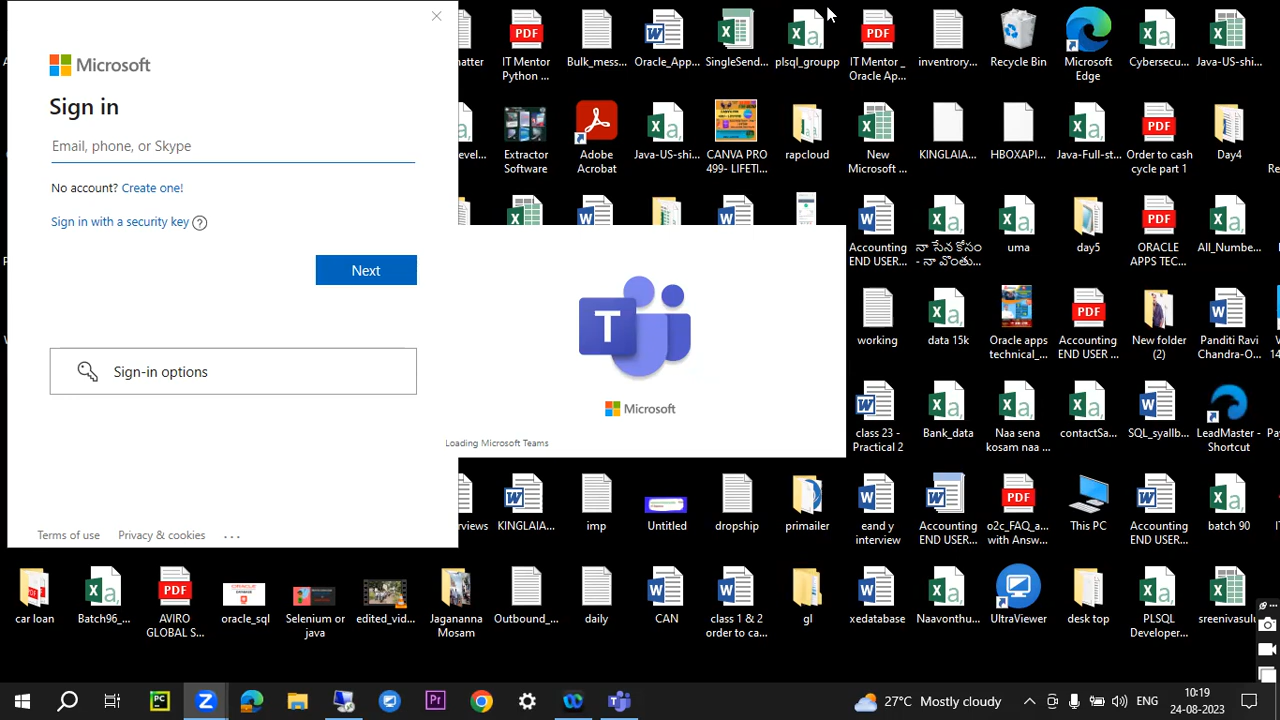 Microsoft
Sign in
Email, phone, or Skype
No account? Create one!
Sign in with a security key
Next
Sign-in options
Terms of use
Privacy & cookies
...
T
Microsoft
Loading Microsoft Teams
IT Mentor
Python ...
Bulk_mess...
Oracle_App...
SingleSend...
plsql_groupp
IT Mentor _
Oracle Ap...
inventrory...
Recycle Bin
Microsoft
Edge
Cybersecu...
Java-US-shi...
Extractor
Software
Adobe
Acrobat
Java-US-shi...
CANVA PRO
499- LIFETI...
rapcloud
New
Microsoft ...
KINGLAIA...
HBOXAPI...
Java-Full-st...
Order to cash
cycle part 1
Day4
Accounting
END USER...
నా సేన కోసం
- నా వొంతు...
uma
day5
ORACLE
APPS TEC...
All_Numbe...
working
data 15k
Oracle apps
technical_...
Accounting
END USER ...
New folder
(2)
Panditi Ravi
Chandra-O...
class 23 -
Practical 2
Bank_data
Naa sena
kosam naa ...
contactSa...
SQL_syallb...
LeadMaster -
Shortcut
KINGLAIA...
imp
Untitled
dropship
primailer
eand y
interview
Accounting
END USER...
o2c_FAQ_a...
with Answ...
This PC
Accounting
END USER...
batch 90
car loan
Batch96_...
AVIRO
GLOBAL S...
oracle_sql
Selenium or
java
edited_vid...
Jagananna
Mosam
Outbound_...
daily
CAN
class 1 & 2
order to ca...
gl
xedatabase
Naavonthu...
UltraViewer
desk top
PLSQL
Developer...
sreenivasul...
27°C Mostly cloudy
ENG
10:19
24-08-2023